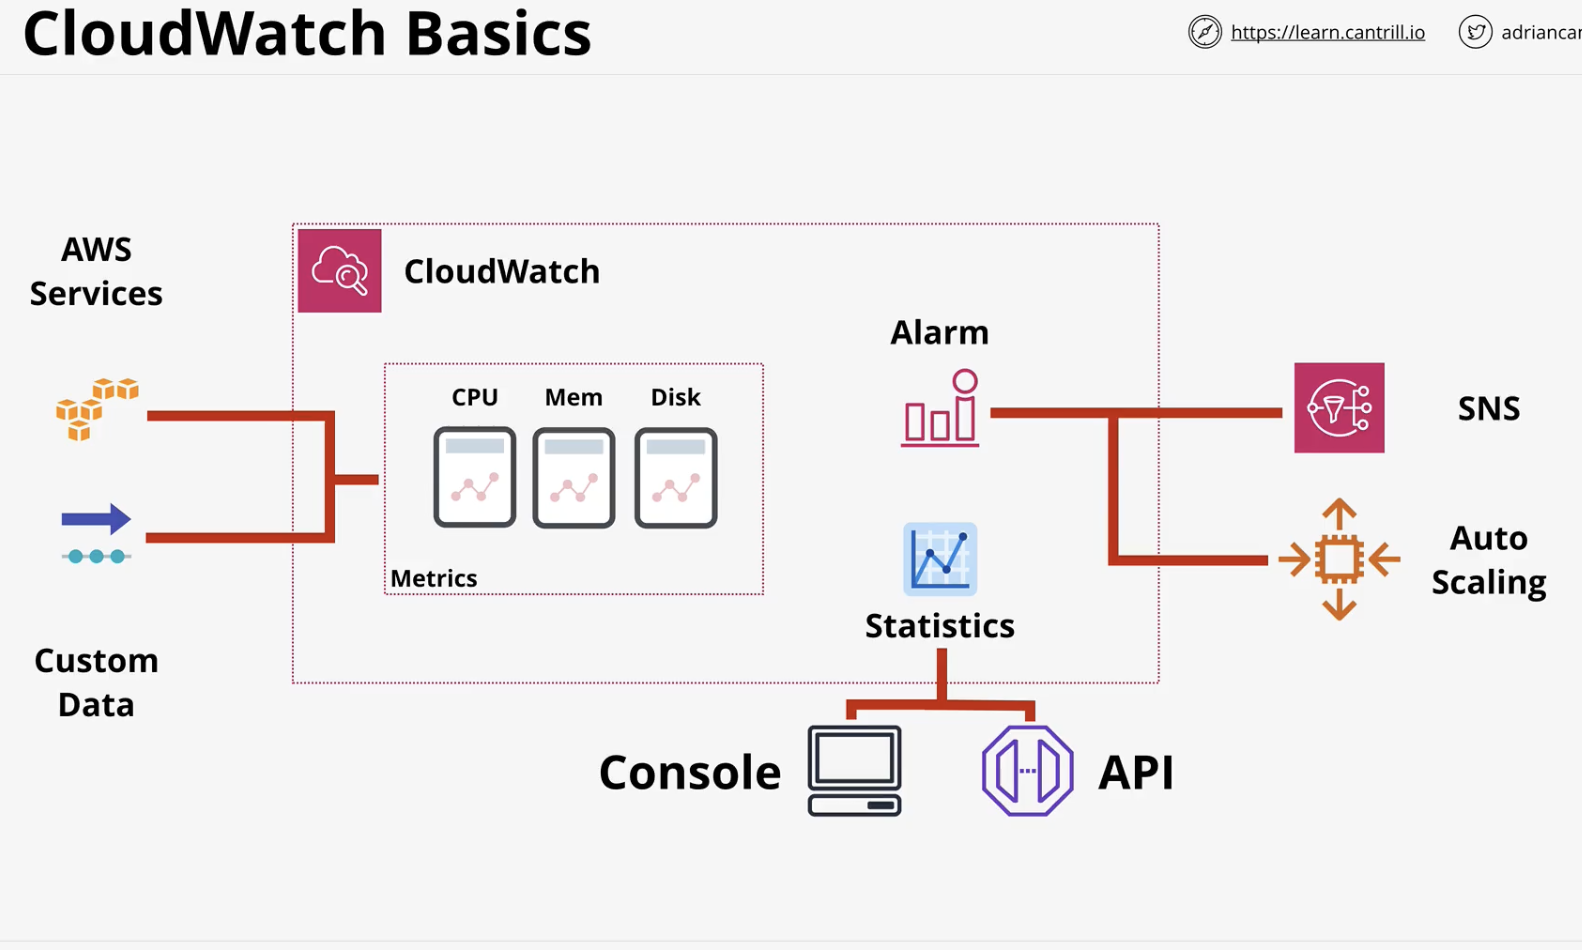 CloudWatch Basics
https://learn.cantrill.io
adriancan
AWS
Services
CloudWatch
CPU
Mem
Disk
Metrics
Alarm
SNS
Auto
Scaling
Statistics
Custom
Data
Console
API